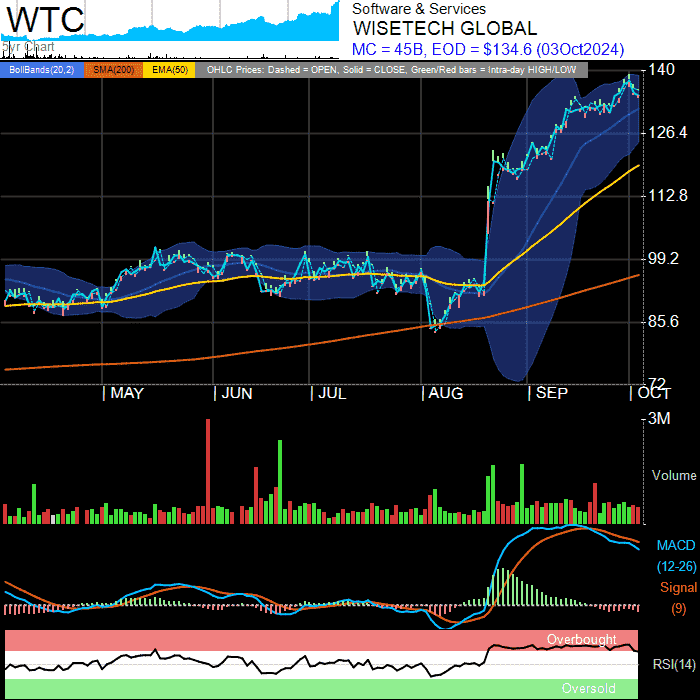 WTC
5yr Chart
Software & Services
WISETECH GLOBAL
MC = 45B, EOD = $134.6 (03Oct2024)
BollBands(20,2) SMA(200) EMA(50) OHLC Prices: Dashed = OPEN, Solid = CLOSE, Green/Red bars = Intra-day HIGH/LOW
140
126.4
112.8
99.2
85.6
72
MAY JUN JUL AUG SEP OCT
3M
Volume
MACD
(12-26)
Signal
(9)
Overbought
RSI(14)
Oversold